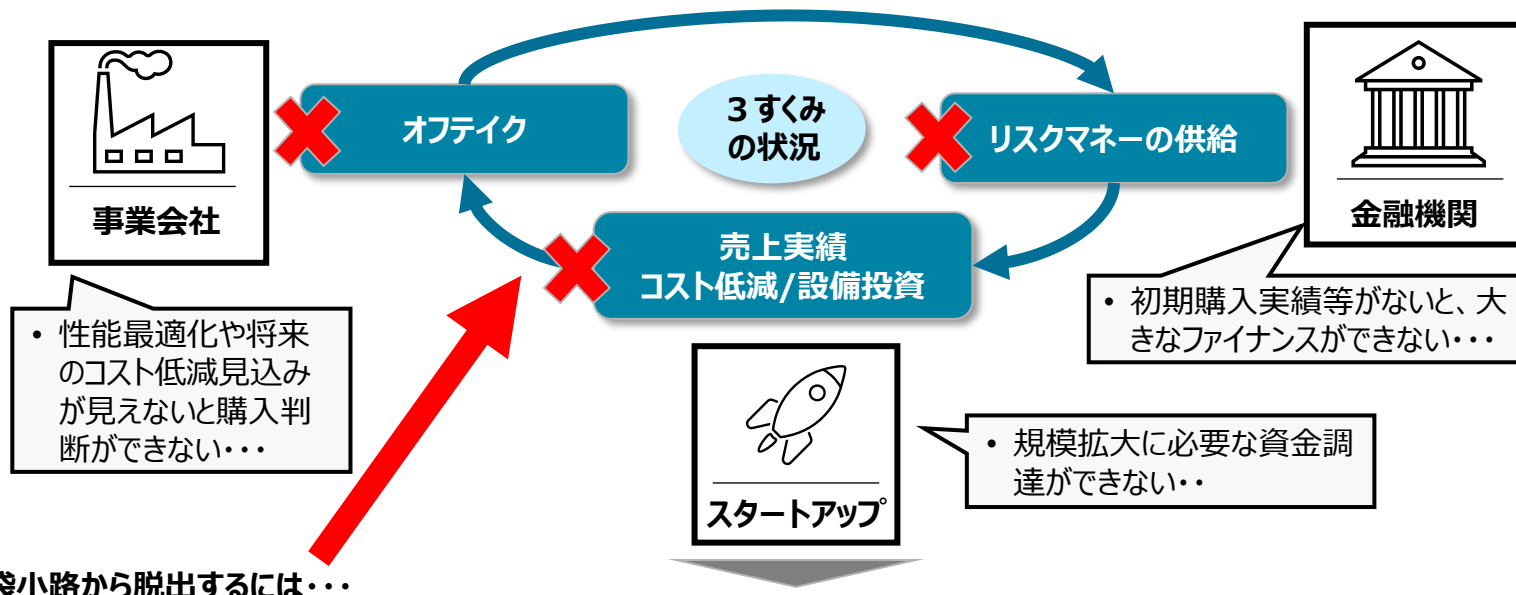 オフテイク
3すくみ
の状況
リスクマネーの供給
事業会社
金融機関
売上実績
コスト低減/設備投資
• 性能最適化や将来
のコスト低減見込み
が見えないと購入判
断ができない・・・
• 初期購入実績等がないと、大
きなファイナンスができない・・・
スタートアップ
• 規模拡大に必要な資金調
達ができない・・
袋小路から脱出するには・・・